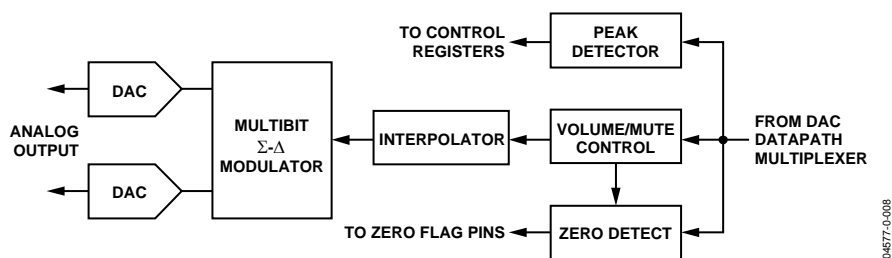 TO CONTROL
REGISTERS
PEAK
DETECTOR
DAC
ANALOG
OUTPUT
DAC
MULTIBIT
Σ-Δ
MODULATOR
INTERPOLATOR
VOLUME/MUTE
CONTROL
FROM DAC
DATAPATH
MULTIPLEXER
TO ZERO FLAG PINS
ZERO DETECT
04577-0-008